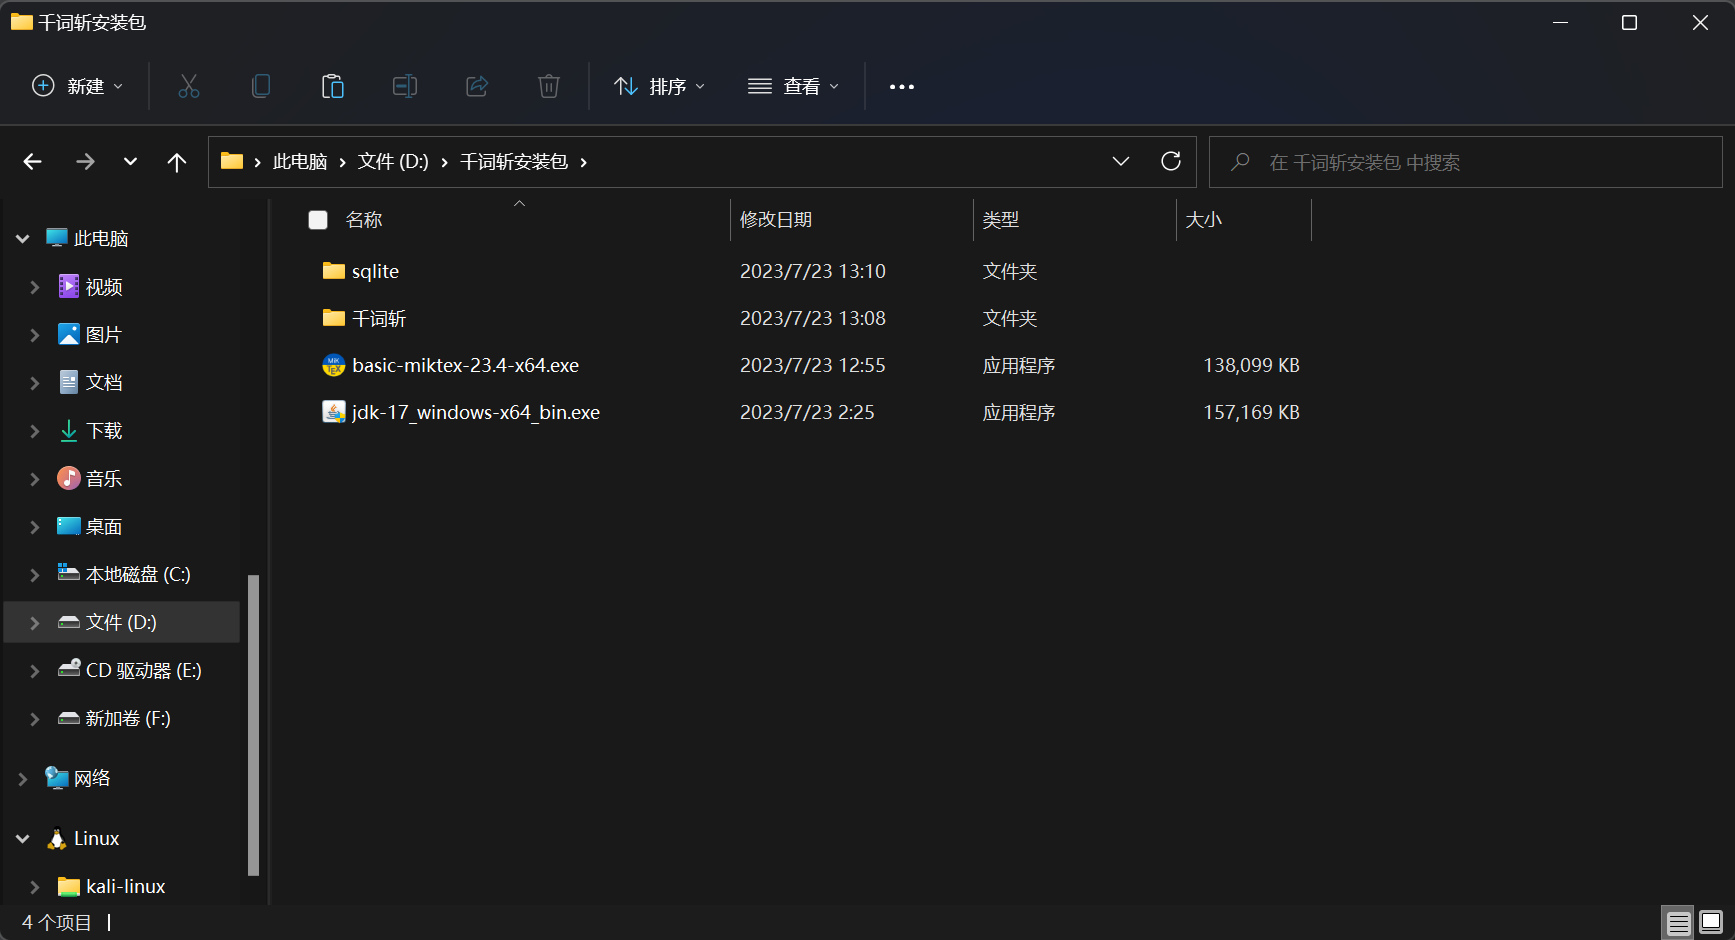 千词斩安装包
新建 排序 查看
此电脑 文件 (D:) 千词斩安装包 在 千词斩安装包 中搜索
名称 修改日期 类型 大小
sqlite 2023/7/23 13:10 文件夹
千词斩 2023/7/23 13:08 文件夹
basic-miktex-23.4-x64.exe 2023/7/23 12:55 应用程序 138,099 KB
jdk-17_windows-x64_bin.exe 2023/7/23 2:25 应用程序 157,169 KB
此电脑
视频
图片
文档
下载
音乐
桌面
本地磁盘 (C:)
文件 (D:)
CD 驱动器 (E:)
新加卷 (F:)
网络
Linux
kali-linux
4 个项目